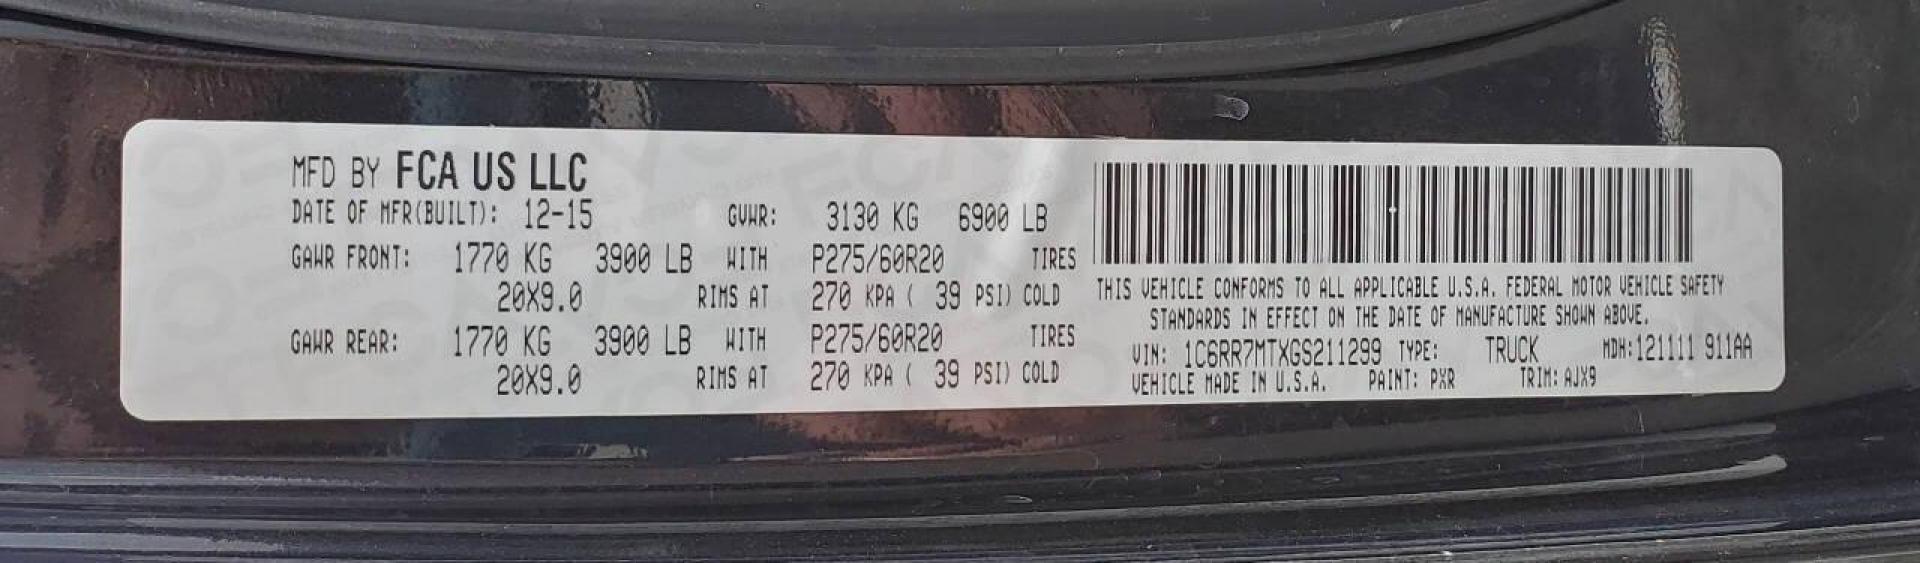 MFD BY FCA US LLC
DATE OF MFR(BUILT): 12-15 GVWR: 3130 KG 6900 LB
GAWR FRONT: 1770 KG 3900 LB WITH P275/60R20 TIRES
20X9.0 RIMS AT 270 KPA ( 39 PSI) COLD
GAWR REAR: 1770 KG 3900 LB WITH P275/60R20 TIRES
20X9.0 RIMS AT 270 KPA ( 39 PSI) COLD
THIS VEHICLE CONFORMS TO ALL APPLICABLE U.S.A. FEDERAL MOTOR VEHICLE SAFETY
STANDARDS IN EFFECT ON THE DATE OF MANUFACTURE SHOWN ABOVE.
VIN: 1C6RR7MTXGS211299 TYPE: TRUCK MDH:121111 911AA
VEHICLE MADE IN U.S.A. PAINT: PXR TRIM: AJX9